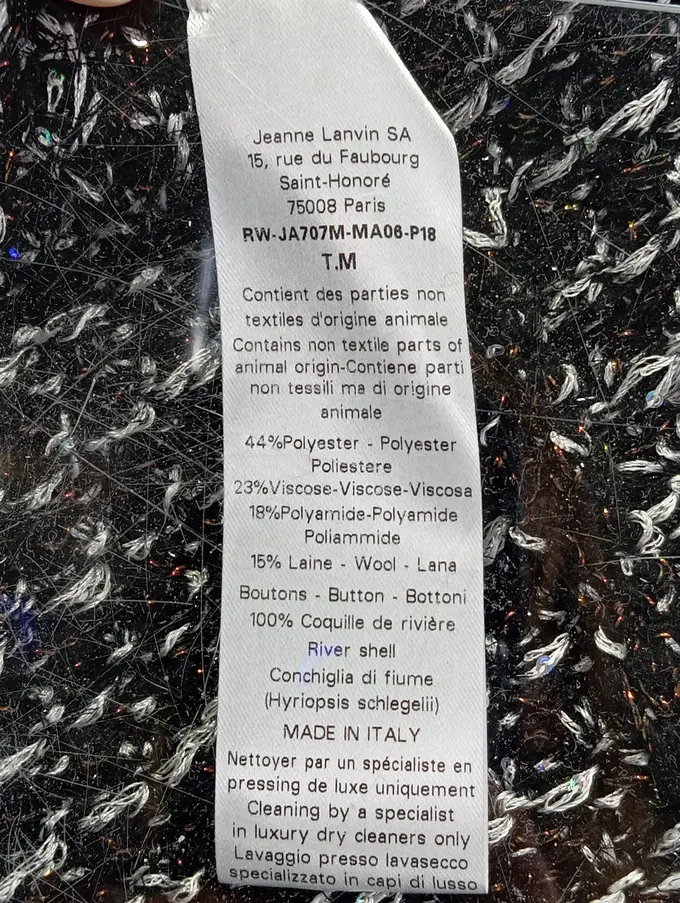 Jeanne Lanvin SA
15, rue du Faubourg
Saint-Honoré
75008 Paris
RW-JA707M-MA06-P18
T.M
Contient des parties non
textiles d'origine animale
Contains non textile parts of
animal origin-Contiene parti
non tessili ma di origine
animale
44%Polyester - Polyester
Poliestere
23%Viscose-Viscose-Viscosa
18%Polyamide-Polyamide
Poliammide
15% Laine - Wool - Lana
Boutons - Button - Bottoni
100% Coquille de rivière
River shell
Conchiglia di fiume
(Hyriopsis schlegelii)
MADE IN ITALY
Nettoyer par un spécialiste en
pressing de luxe uniquement
Cleaning by a specialist
in luxury dry cleaners only
Lavaggio presso lavasecco
specializzato in capi di lusso